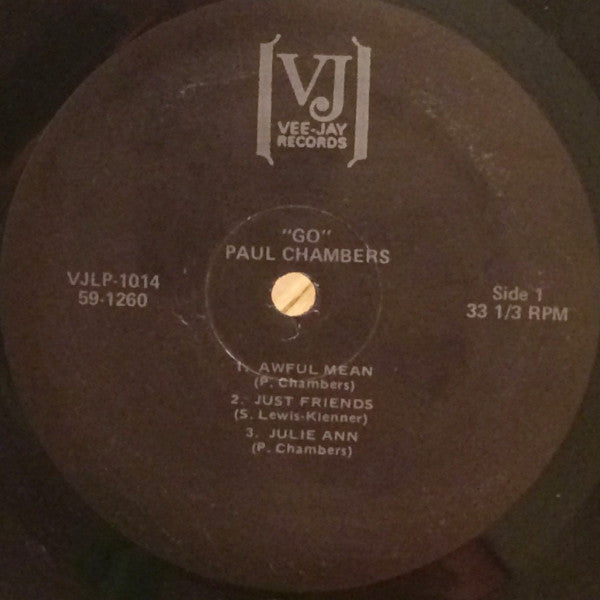 VJ
VEE-JAY
RECORDS
"GO"
PAUL CHAMBERS
VJLP-1014
59-1260
Side 1
33 1/3 RPM
1. AWFUL MEAN
(P. Chambers)
2. JUST FRIENDS
(S. Lewis-Klenner)
3. JULIE ANN
(P. Chambers)